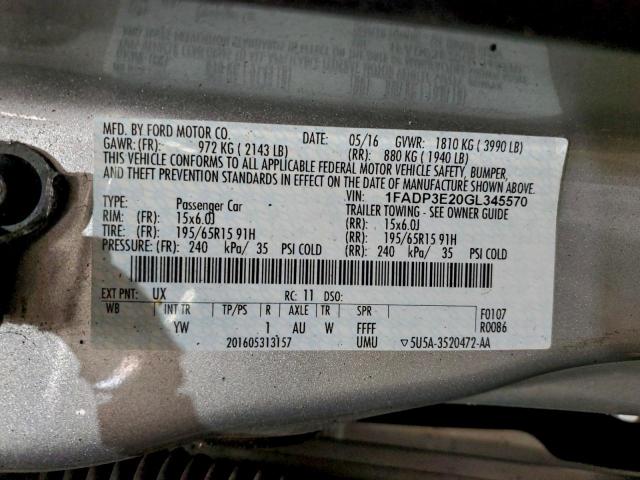 MFD. BY FORD MOTOR CO. DATE: 05/16 GVWR: 1810 KG ( 3990 LB)
GAWR: (FR): 972 KG ( 2143 LB) (RR): 880 KG ( 1940 LB)
THIS VEHICLE CONFORMS TO ALL APPLICABLE FEDERAL MOTOR VEHICLE SAFETY, BUMPER,
AND THEFT PREVENTION STANDARDS IN EFFECT ON THE DATE OF MANUFACTURE SHOWN ABOVE.
VIN: 1FADP3E20GL345570
TYPE: Passenger Car TRAILER TOWING - SEE OWNER GUIDE
RIM: (FR): 15x6.0J (RR): 15x6.0J
TIRE: (FR): 195/65R15 91H (RR): 195/65R15 91H
PRESSURE: (FR): 240 kPa/ 35 PSI COLD (RR): 240 kPa/ 35 PSI COLD
EXT PNT: UX RC: 11 DSO:
WB INT TR TP/PS R AXLE TR SPR F0107
YW 1 AU W FFFF R0086
201605313157 UMU ▽5U5A-3520472-AA